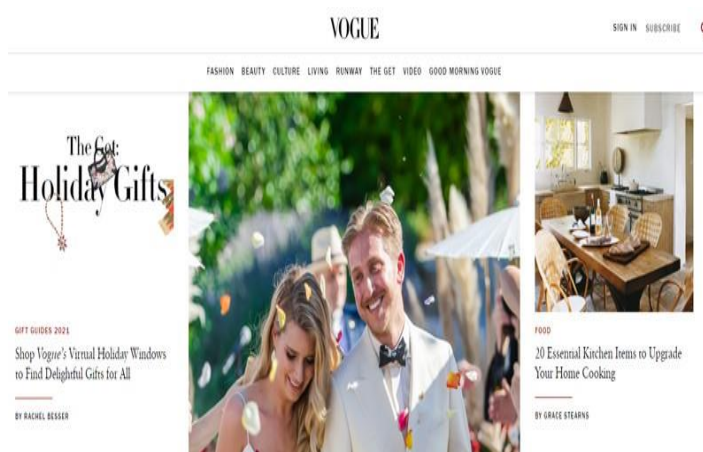 VOGUE
SIGN IN SUBSCRIBE
FASHION BEAUTY CULTURE LIVING RUNWAY THE GET VIDEO GOOD MORNING VOGUE
The Get:
Holiday Gifts
GIFT GUIDES 2021
Shop Vogue's Virtual Holiday Windows
to Find Delightful Gifts for All
BY RACHEL BESSER
FOOD
20 Essential Kitchen Items to Upgrade
Your Home Cooking
BY GRACE STEARNS